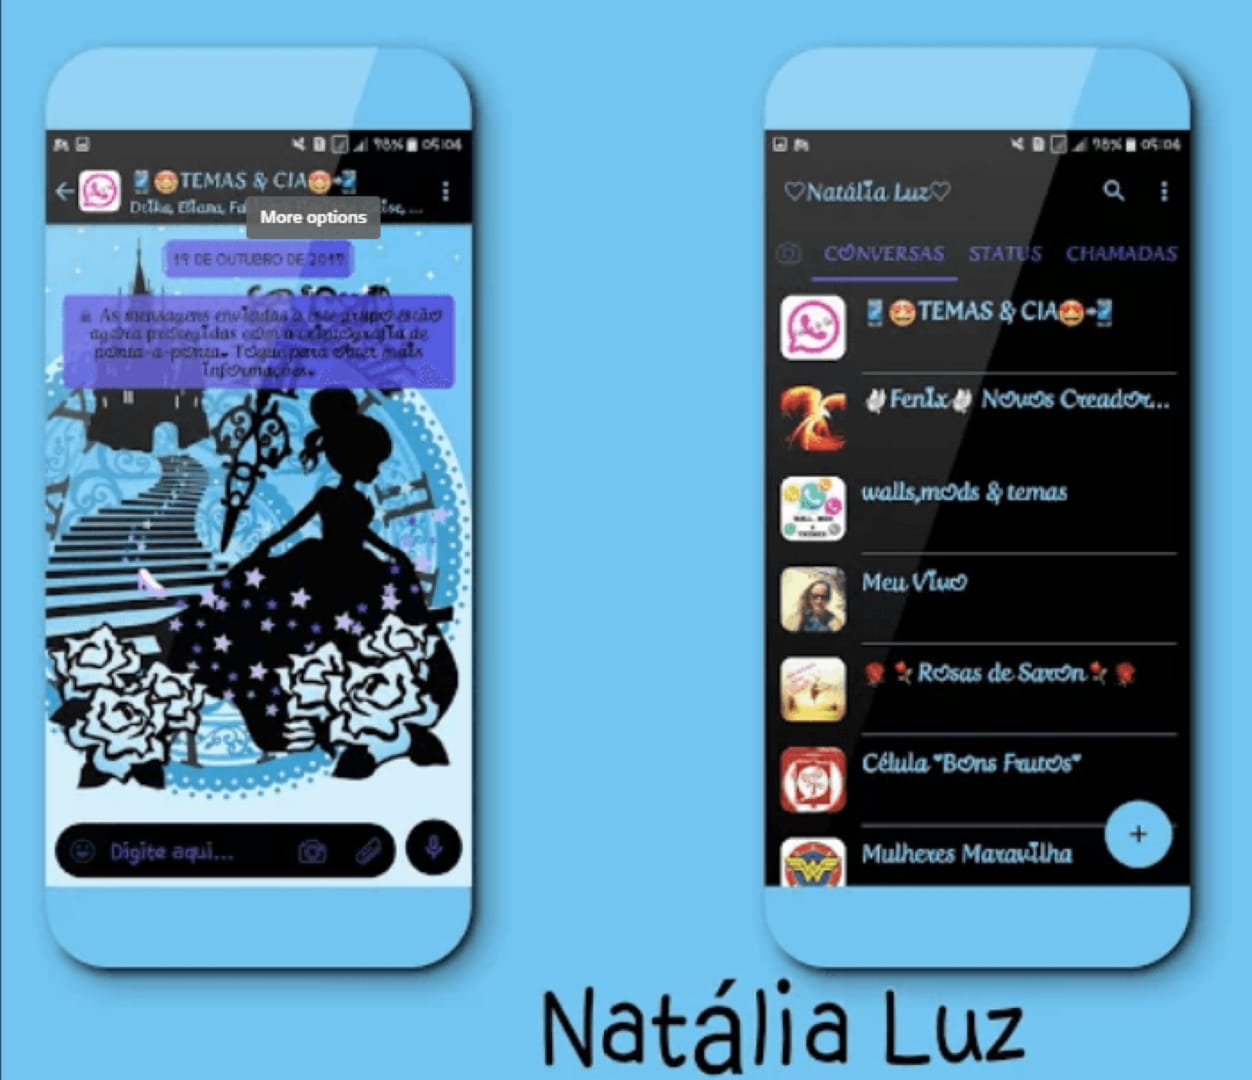 98% 05:04
TEMAS & CIA
Drika, Eliana, Fa
ise, ...
More options
19 DE OUTUBRO DE 2017
As mensagens enviadas a esse grupo estão
agora protegidas com a criptografia de
ponta-a-ponta. Toque para obter mais
informações.
Digite aqui...
98% 05:04
♡Natália Luz♡
CONVERSAS STATUS CHAMADAS
TEMAS & CIA
Fenix Novos Creador...
walls,mods & temas
Meu Vivo
Rosas de Saron
Célula "Bons Frutos"
Mulheres Maravilha
+
Natália Luz